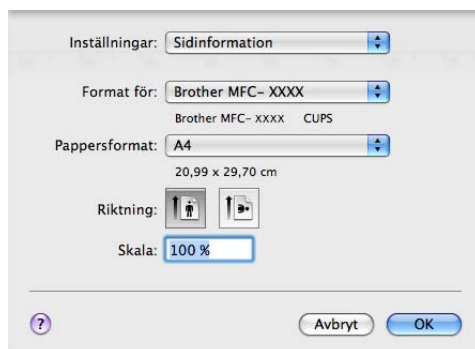 Inställningar: Sidinformation
Format för: Brother MFC- XXXX
Brother MFC- XXXX CUPS
Pappersformat: A4
20,99 x 29,70 cm
Riktning:
Skala: 100 %
? Avbryt OK